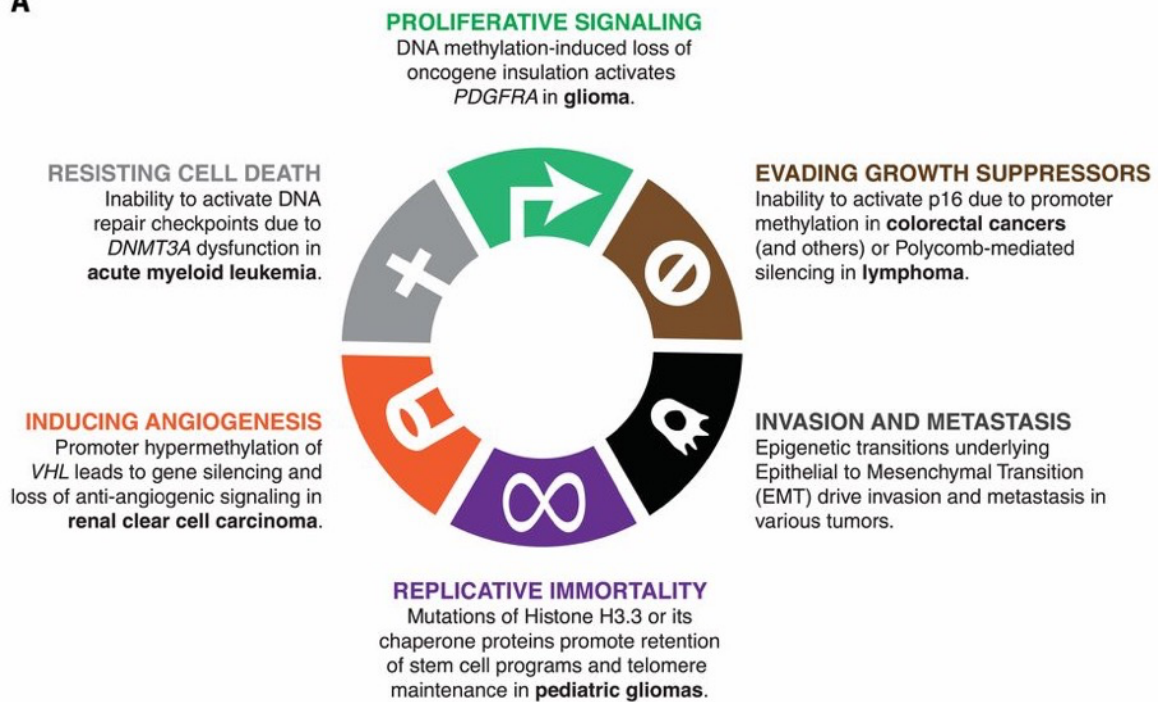 A
PROLIFERATIVE SIGNALING
DNA methylation-induced loss of
oncogene insulation activates
PDGFRA in glioma.
RESISTING CELL DEATH
Inability to activate DNA
repair checkpoints due to
DNMT3A dysfunction in
acute myeloid leukemia.
EVADING GROWTH SUPPRESSORS
Inability to activate p16 due to promoter
methylation in colorectal cancers
(and others) or Polycomb-mediated
silencing in lymphoma.
INDUCING ANGIOGENESIS
Promoter hypermethylation of
VHL leads to gene silencing and
loss of anti-angiogenic signaling in
renal clear cell carcinoma.
INVASION AND METASTASIS
Epigenetic transitions underlying
Epithelial to Mesenchymal Transition
(EMT) drive invasion and metastasis in
various tumors.
REPLICATIVE IMMORTALITY
Mutations of Histone H3.3 or its
chaperone proteins promote retention
of stem cell programs and telomere
maintenance in pediatric gliomas.